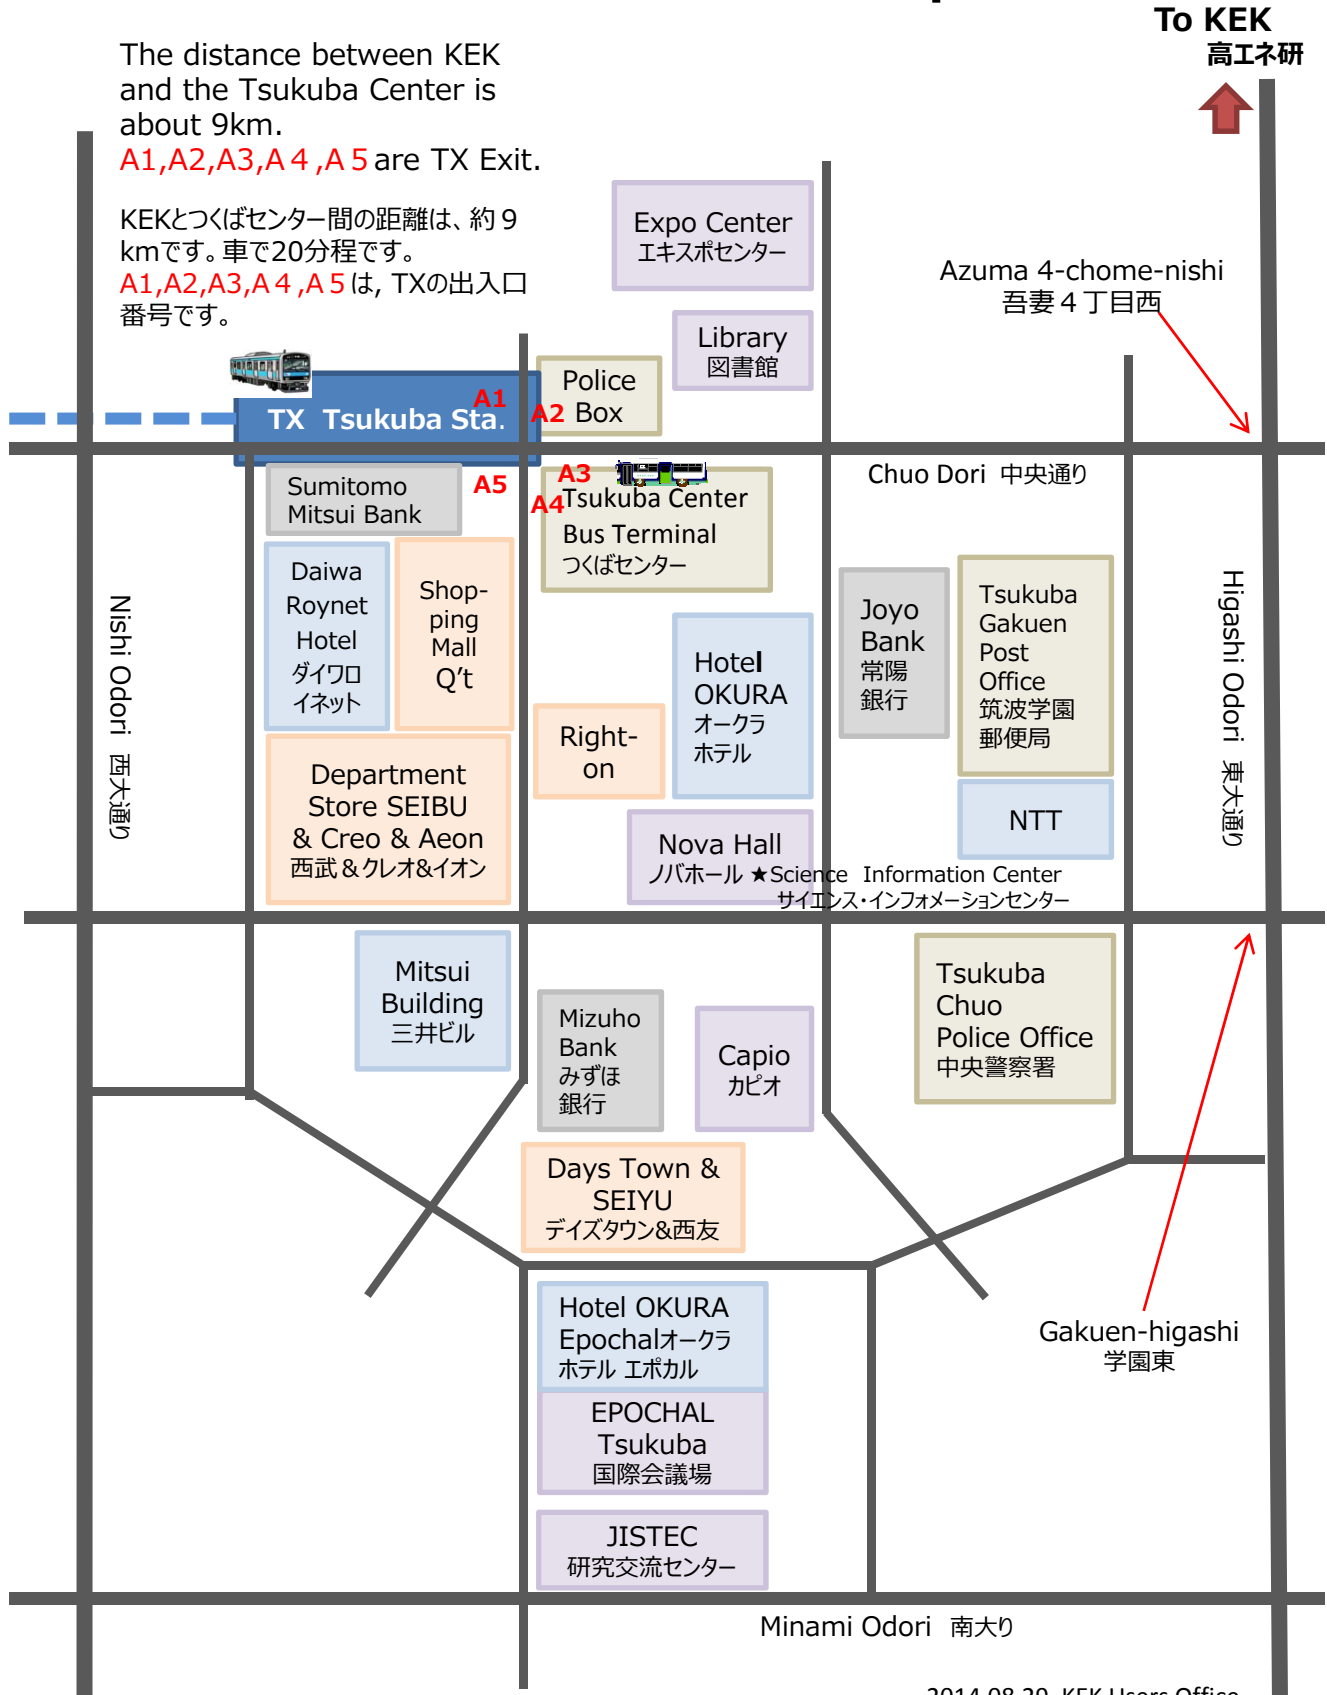 To KEK
高エネ研
The distance between KEK
and the Tsukuba Center is
about 9km.
A1,A2,A3,A４,A５are TX Exit.
KEKとつくばセンター間の距離は、約９
kmです。車で20分程です。
A1,A2,A3,A４,A５は, TXの出入口
番号です。
Expo Center
エキスポセンター
Azuma 4-chome-nishi
吾妻４丁目西
Library
図書館
Police
Box
A1
A2
TX Tsukuba Sta.
Chuo Dori 中央通り
Sumitomo
Mitsui Bank
A5
A3
A4
Tsukuba Center
Bus Terminal
つくばセンター
Daiwa
Roynet
Hotel
ダイワロ
イネット
Shop-
ping
Mall
Q't
Nishi Odori 西大通り
Hotel
OKURA
オークラ
ホテル
Joyo
Bank
常陽
銀行
Tsukuba
Gakuen
Post
Office
筑波学園
郵便局
Higashi Odori 東大通り
Right-
on
Department
Store SEIBU
& Creo & Aeon
西武＆クレオ&イオン
NTT
Nova Hall
ノバホール ★Science Information Center
サイエンス・インフォメーションセンター
Mitsui
Building
三井ビル
Mizuho
Bank
みずほ
銀行
Capio
カピオ
Tsukuba
Chuo
Police Office
中央警察署
Days Town &
SEIYU
デイズタウン&西友
Hotel OKURA
Epochalオークラ
ホテル エポカル
Gakuen-higashi
学園東
EPOCHAL
Tsukuba
国際会議場
JISTEC
研究交流センター
Minami Odori 南大り
2014.08.29 KEK Users Office